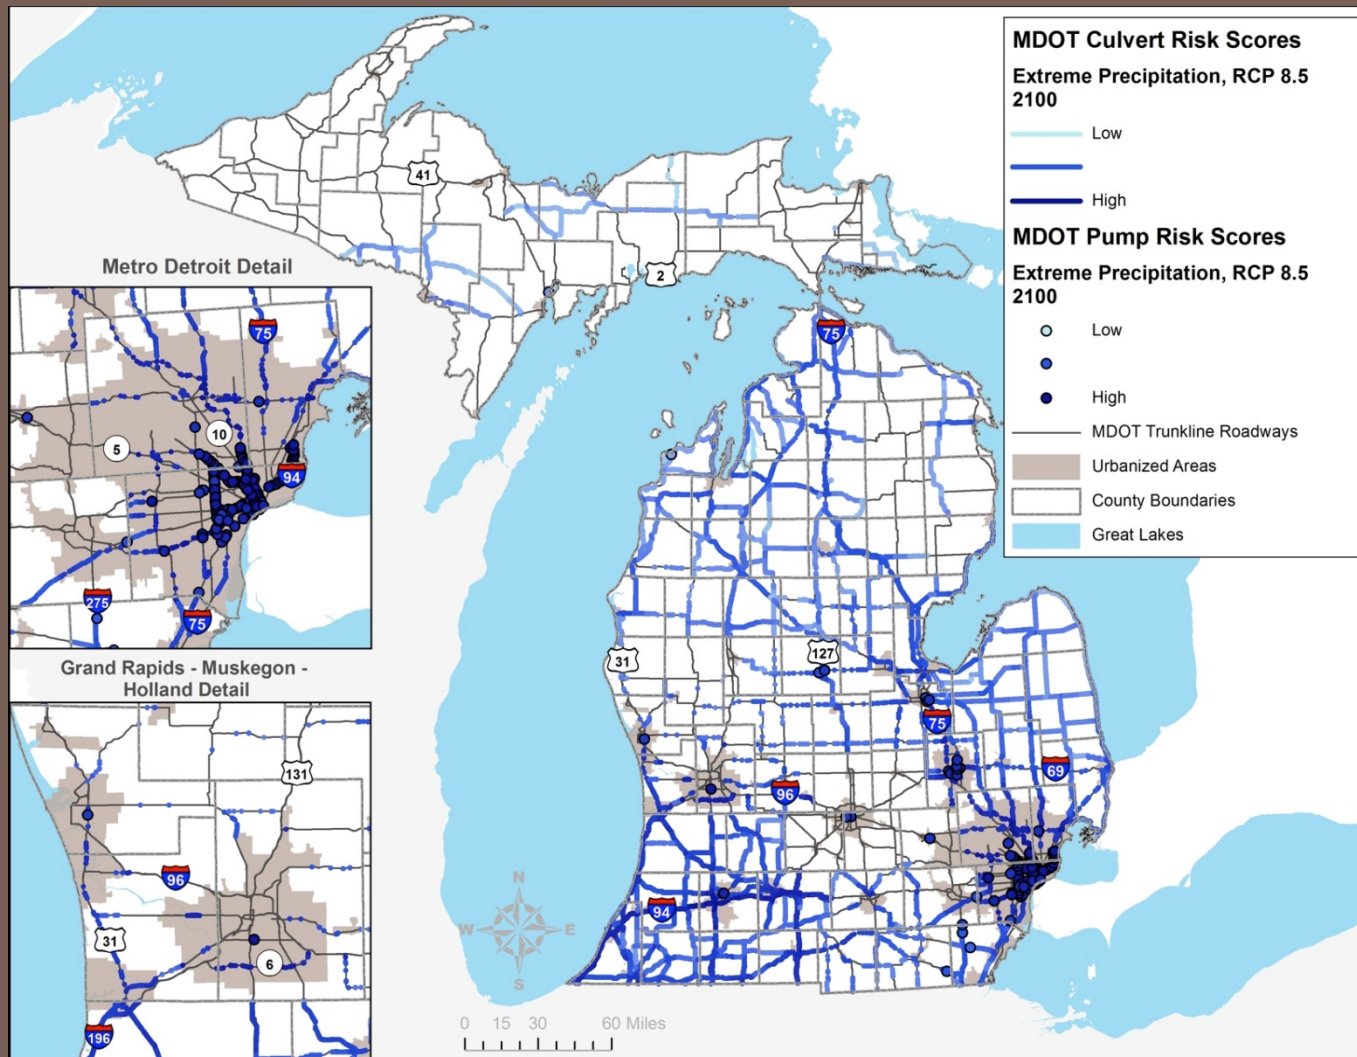 MDOT Culvert Risk Scores
Extreme Precipitation, RCP 8.5
2100
Low
High
MDOT Pump Risk Scores
Extreme Precipitation, RCP 8.5
2100
Low
High
MDOT Trunkline Roadways
Urbanized Areas
County Boundaries
Great Lakes
41
2
75
31
127
75
69
96
94
Metro Detroit Detail
75
10
5
94
275
75
Grand Rapids - Muskegon -
Holland Detail
131
96
31
6
196
N
W E
S
0 15 30 60 Miles